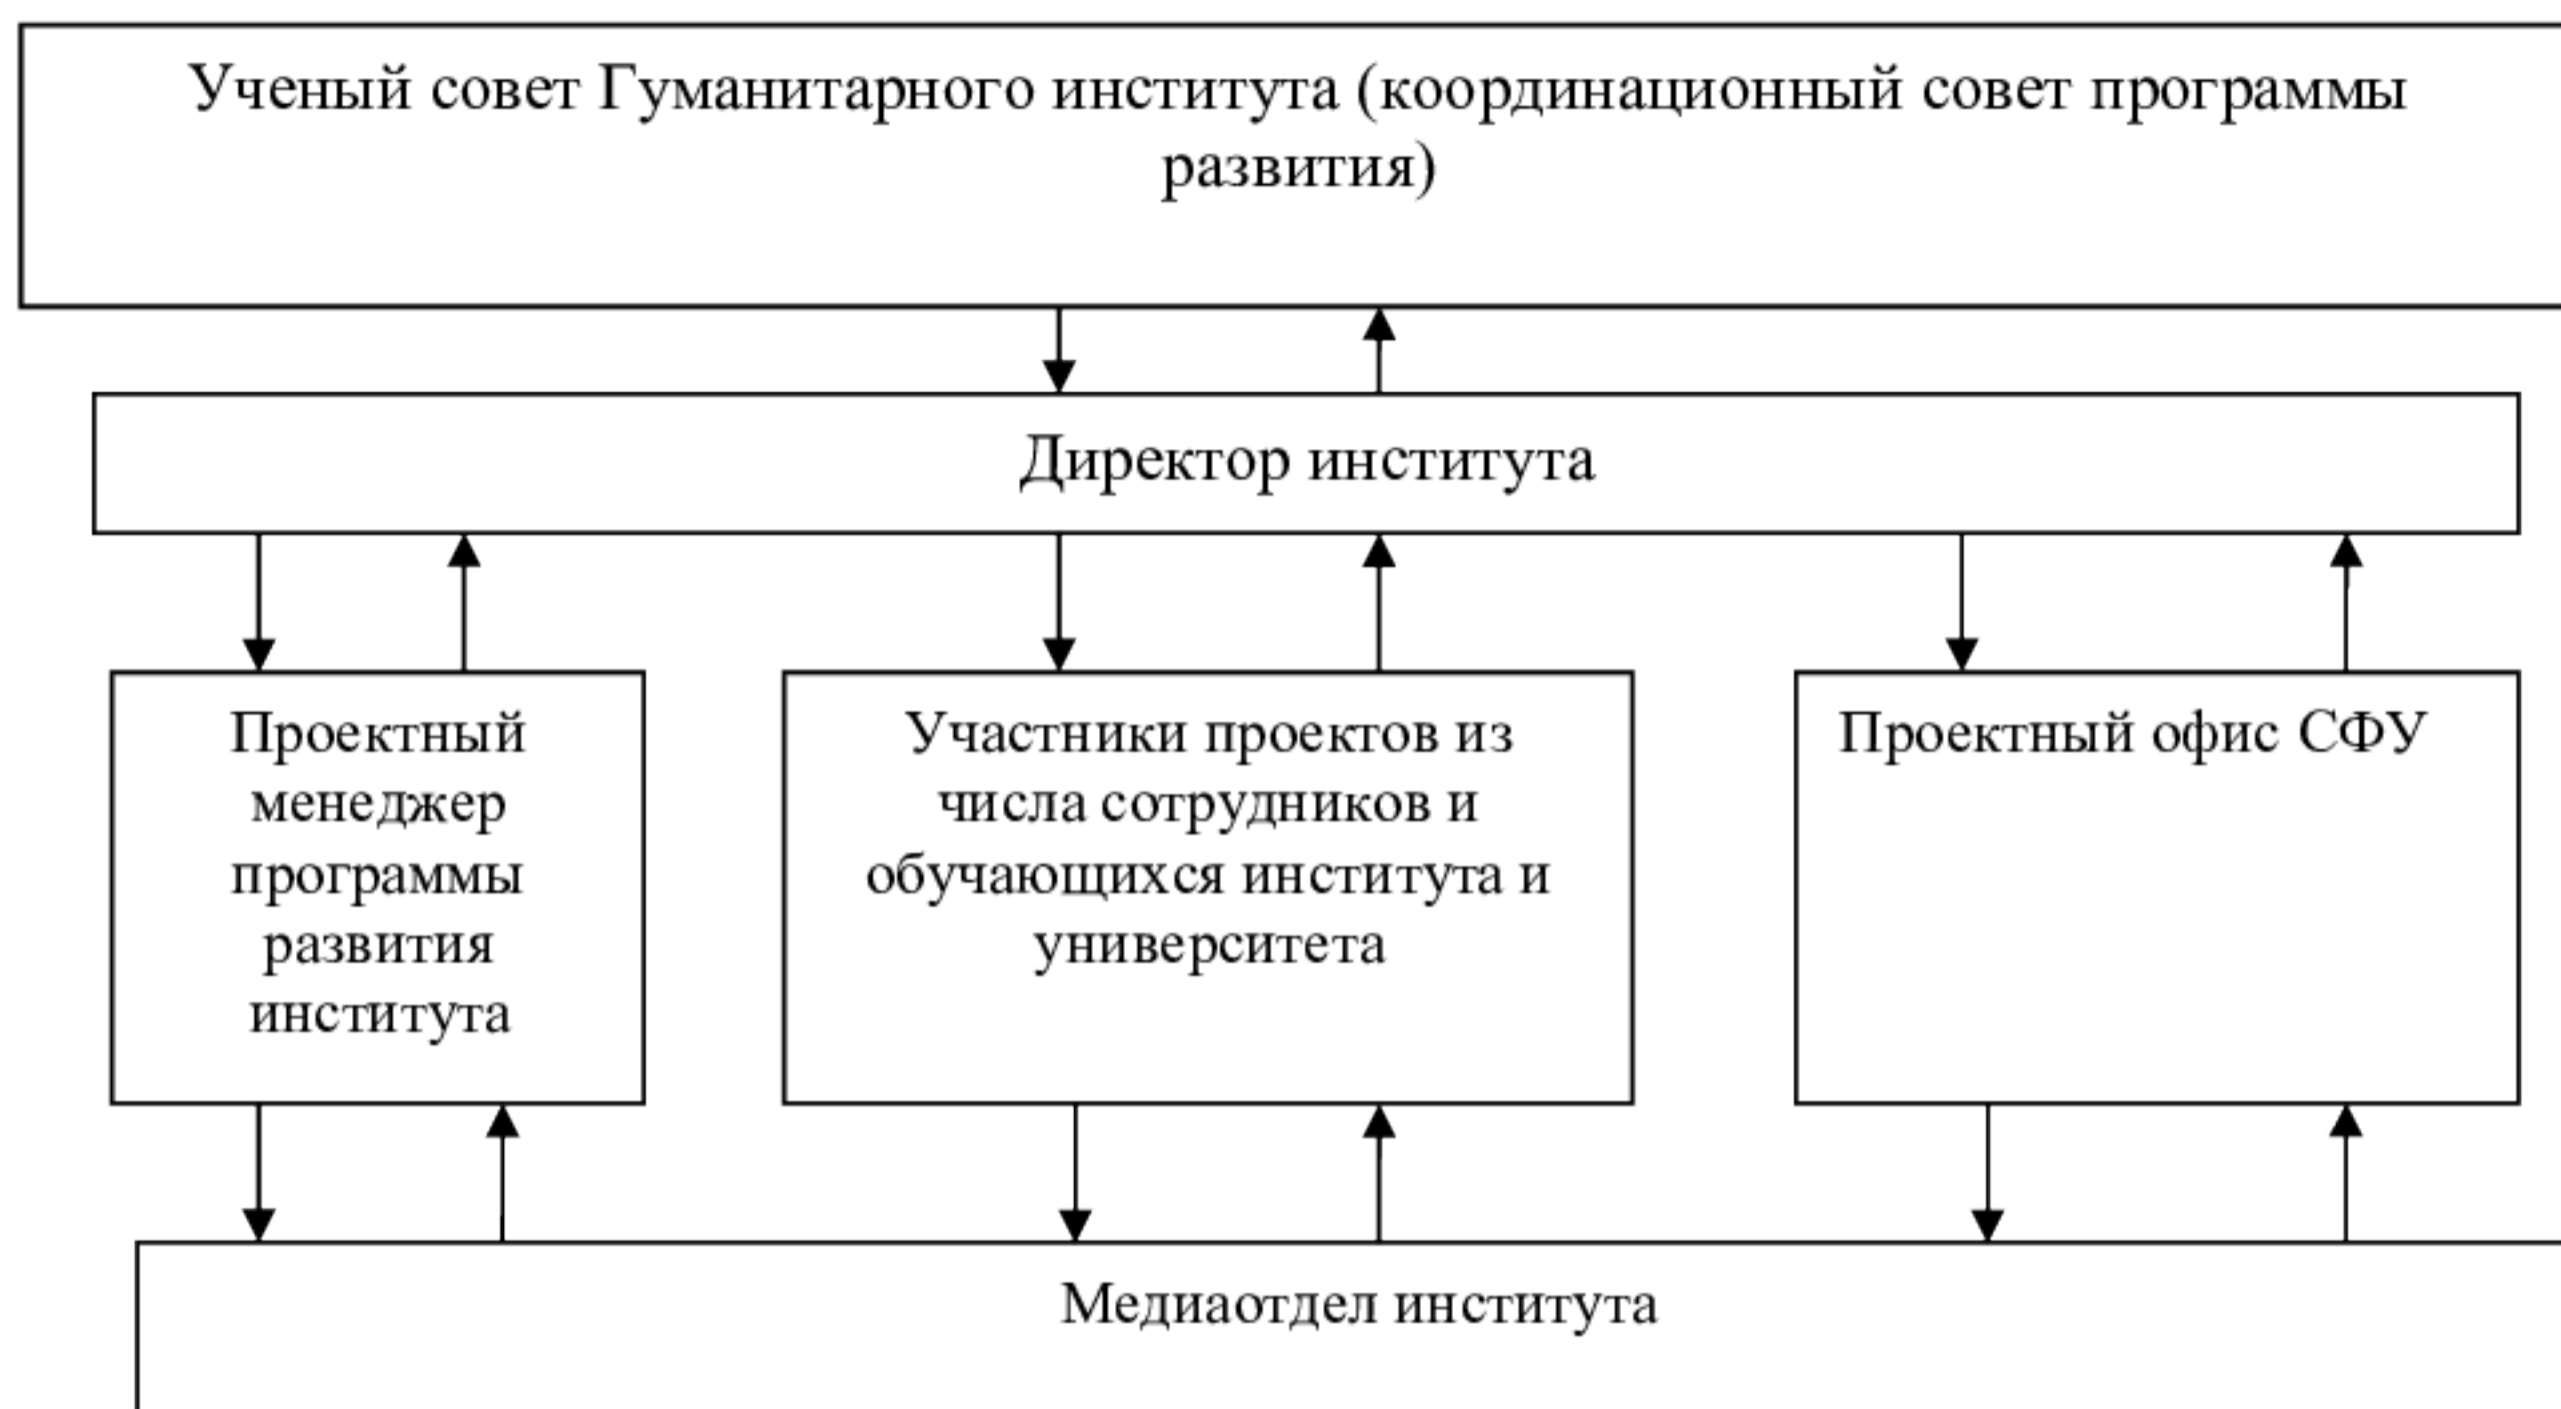 Ученый совет Гуманитарного института (координационный совет программы
развития)
Директор института
Проектный
менеджер
программы
развития
института
Участники проектов из
числа сотрудников и
обучающихся института и
университета
Проектный офис СФУ
Медиаотдел института